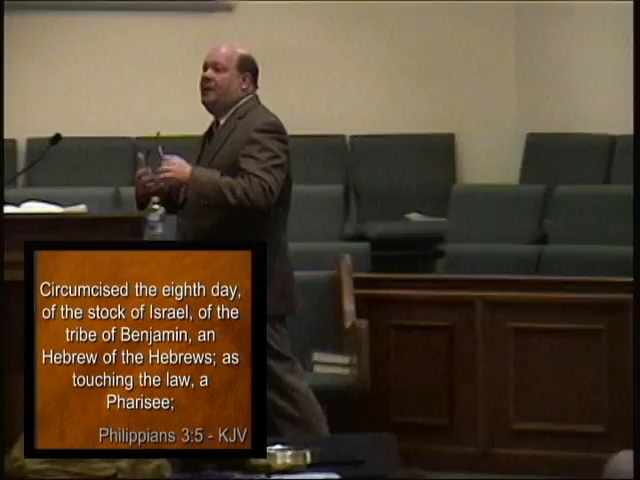 Circumcised the eighth day,
of the stock of Israel, of the
tribe of Benjamin, an
Hebrew of the Hebrews; as
touching the law, a
Pharisee;
Philippians 3:5 - KJV